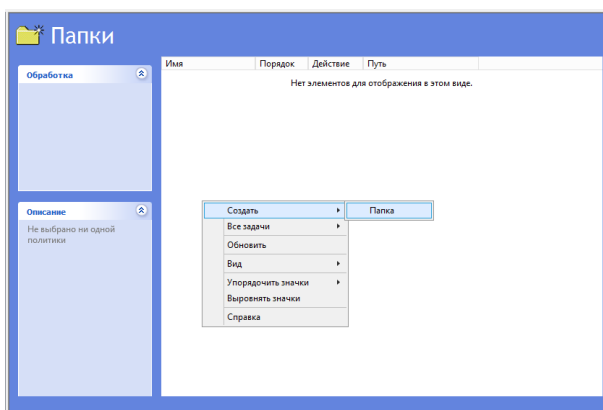 Папки
Имя Порядок Действие Путь
Обработка
Нет элементов для отображения в этом виде.
Описание
Не выбрано ни одной
политики
Создать Папка
Все задачи
Обновить
Вид
Упорядочить значки
Выровнять значки
Справка